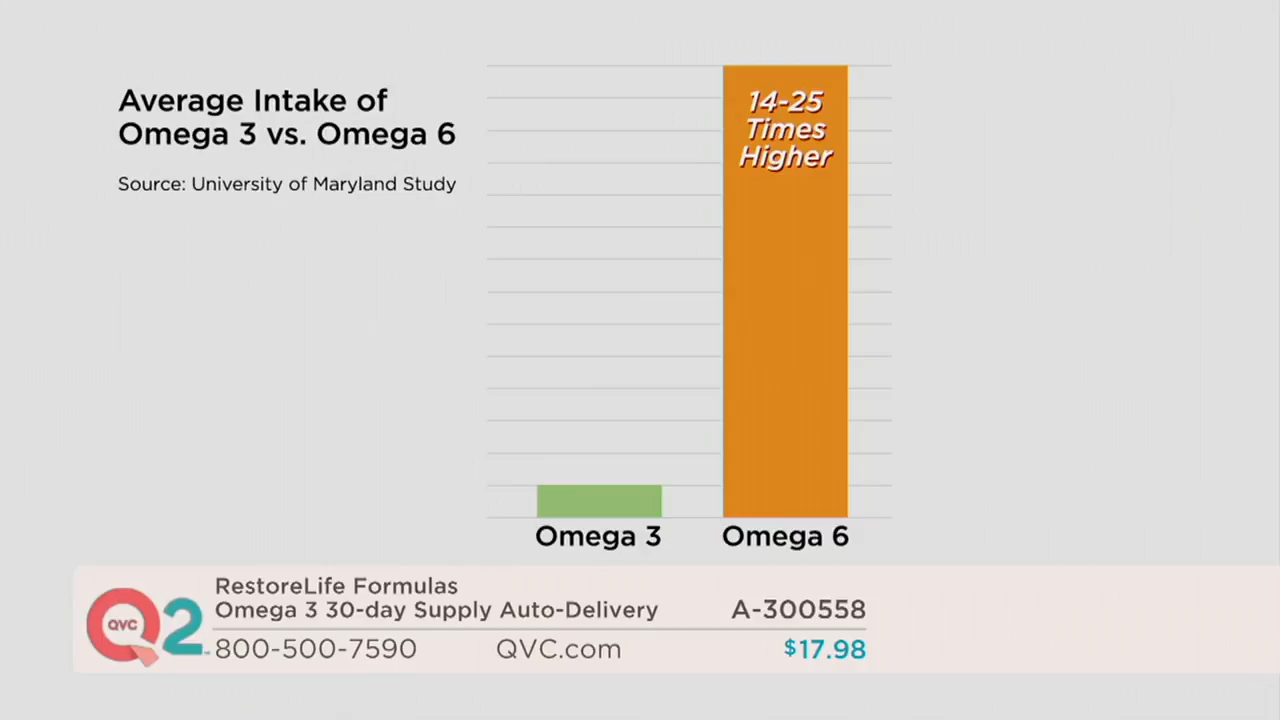 Average Intake of
Omega 3 vs. Omega 6
Source: University of Maryland Study
14-25
Times
Higher
Omega 3
Omega 6
RestoreLife Formulas
Omega 3 30-day Supply Auto-Delivery
A-300558
QVC
2
800-500-7590
QVC.com
$17.98